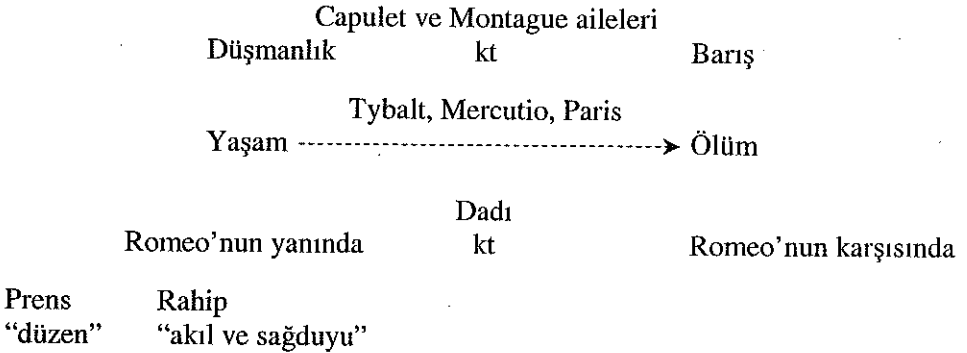 Capulet ve Montague aileleri
Düşmanlık kt Barış
Tybalt, Mercutio, Paris
Yaşam Ölüm
Dadı
Romeo'nun yanında kt Romeo'nun karşısında
Prens Rahip
“düzen” “akıl ve sağduyu”